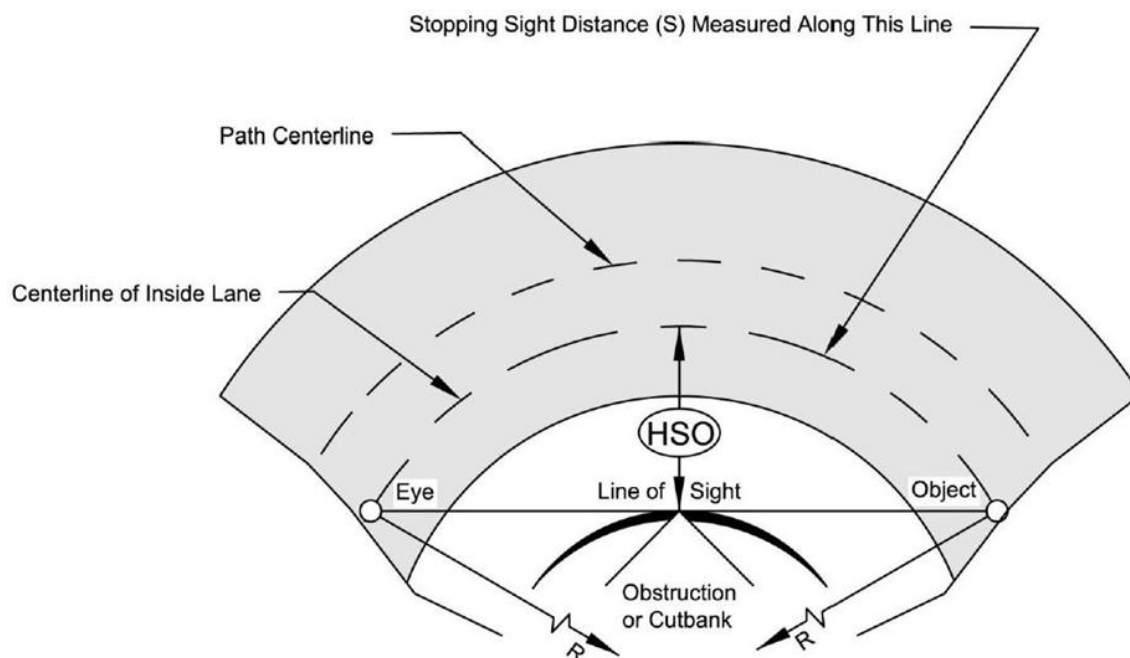 Stopping Sight Distance (S) Measured Along This Line
Path Centerline
Centerline of Inside Lane
HSO
Eye
Line of Sight
Object
Obstruction
or Cutbank
R
R